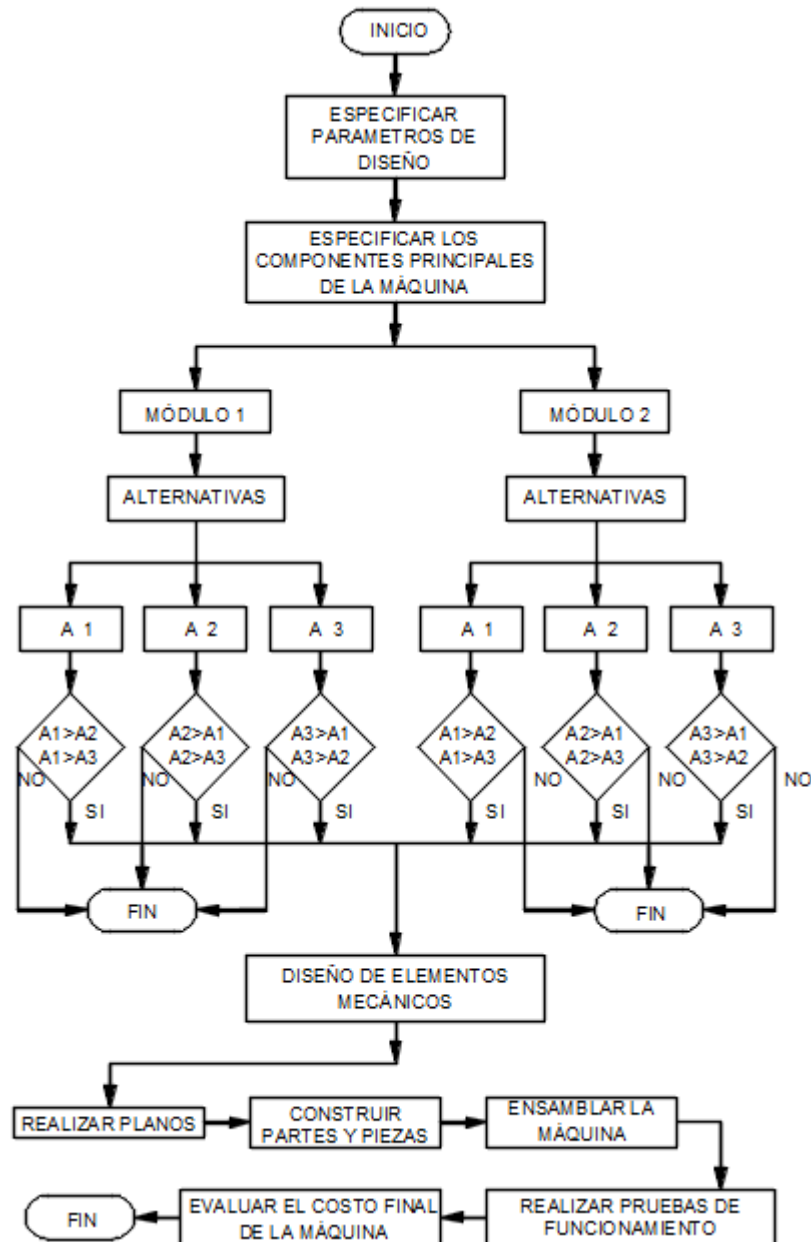 INICIO
ESPECIFICAR
PARAMETROS DE
DISEÑO
ESPECIFICAR LOS
COMPONENTES PRINCIPALES
DE LA MÁQUINA
MÓDULO 1
MÓDULO 2
ALTERNATIVAS
ALTERNATIVAS
A 1
A 2
A 3
A 1
A 2
A 3
A1>A2
A1>A3
A2>A1
A2>A3
A3>A1
A3>A2
A1>A2
A1>A3
A2>A1
A2>A3
A3>A1
A3>A2
NO
NO
NO
NO
NO
NO
SI
SI
SI
SI
SI
SI
FIN
FIN
DISEÑO DE ELEMENTOS
MECÁNICOS
REALIZAR PLANOS
CONSTRUIR
PARTES Y PIEZAS
ENSAMBLAR LA
MÁQUINA
FIN
EVALUAR EL COSTO FINAL
DE LA MÁQUINA
REALIZAR PRUEBAS DE
FUNCIONAMIENTO